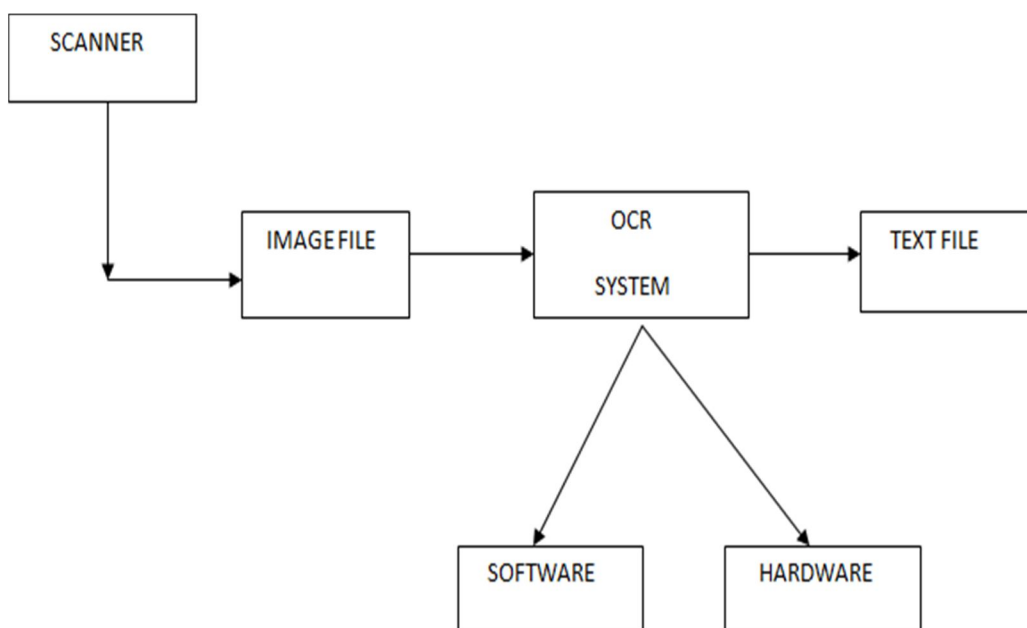 SCANNER
IMAGE FILE
OCR
SYSTEM
TEXT FILE
SOFTWARE
HARDWARE